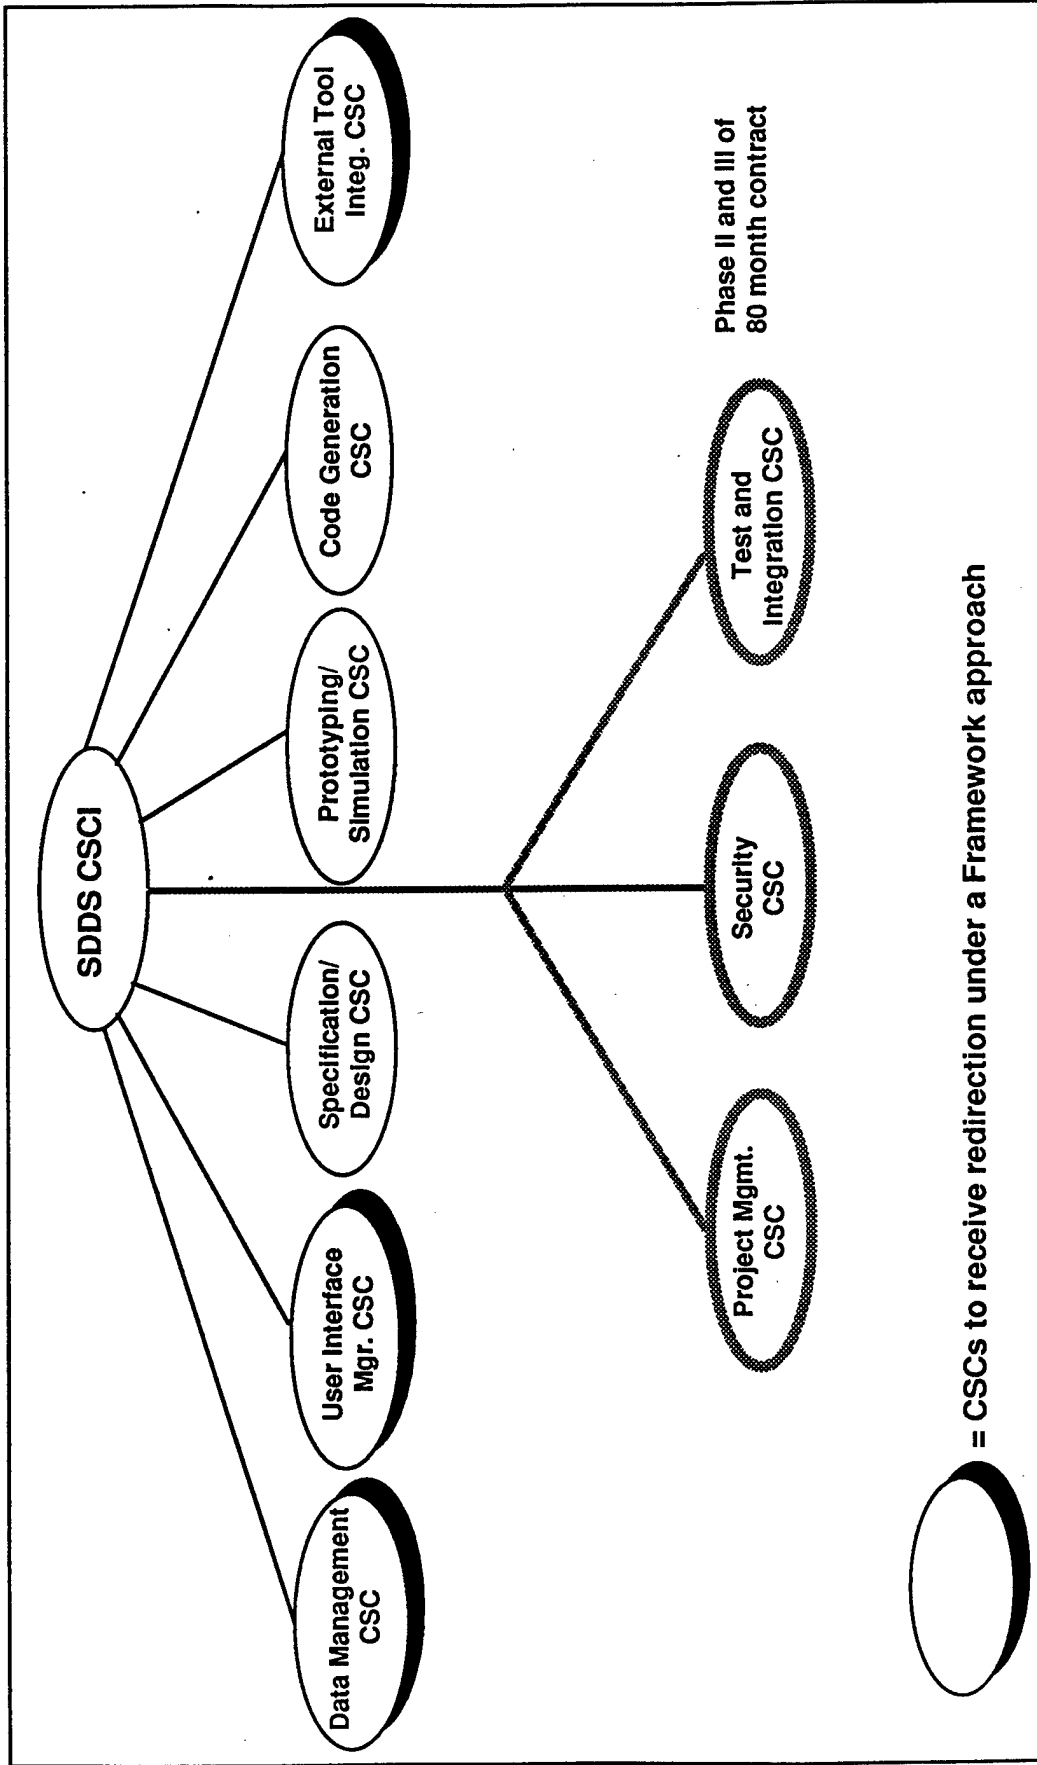 SDDS CSCI
Data Management
CSC
User Interface
Mgr. CSC
Specification/
Design CSC
Prototyping/
Simulation CSC
Code Generation
CSC
External Tool
Integ. CSC
Project Mgmt.
CSC
Security
CSC
Test and
Integration CSC
Phase II and III of
80 month contract
= CSCs to receive redirection under a Framework approach